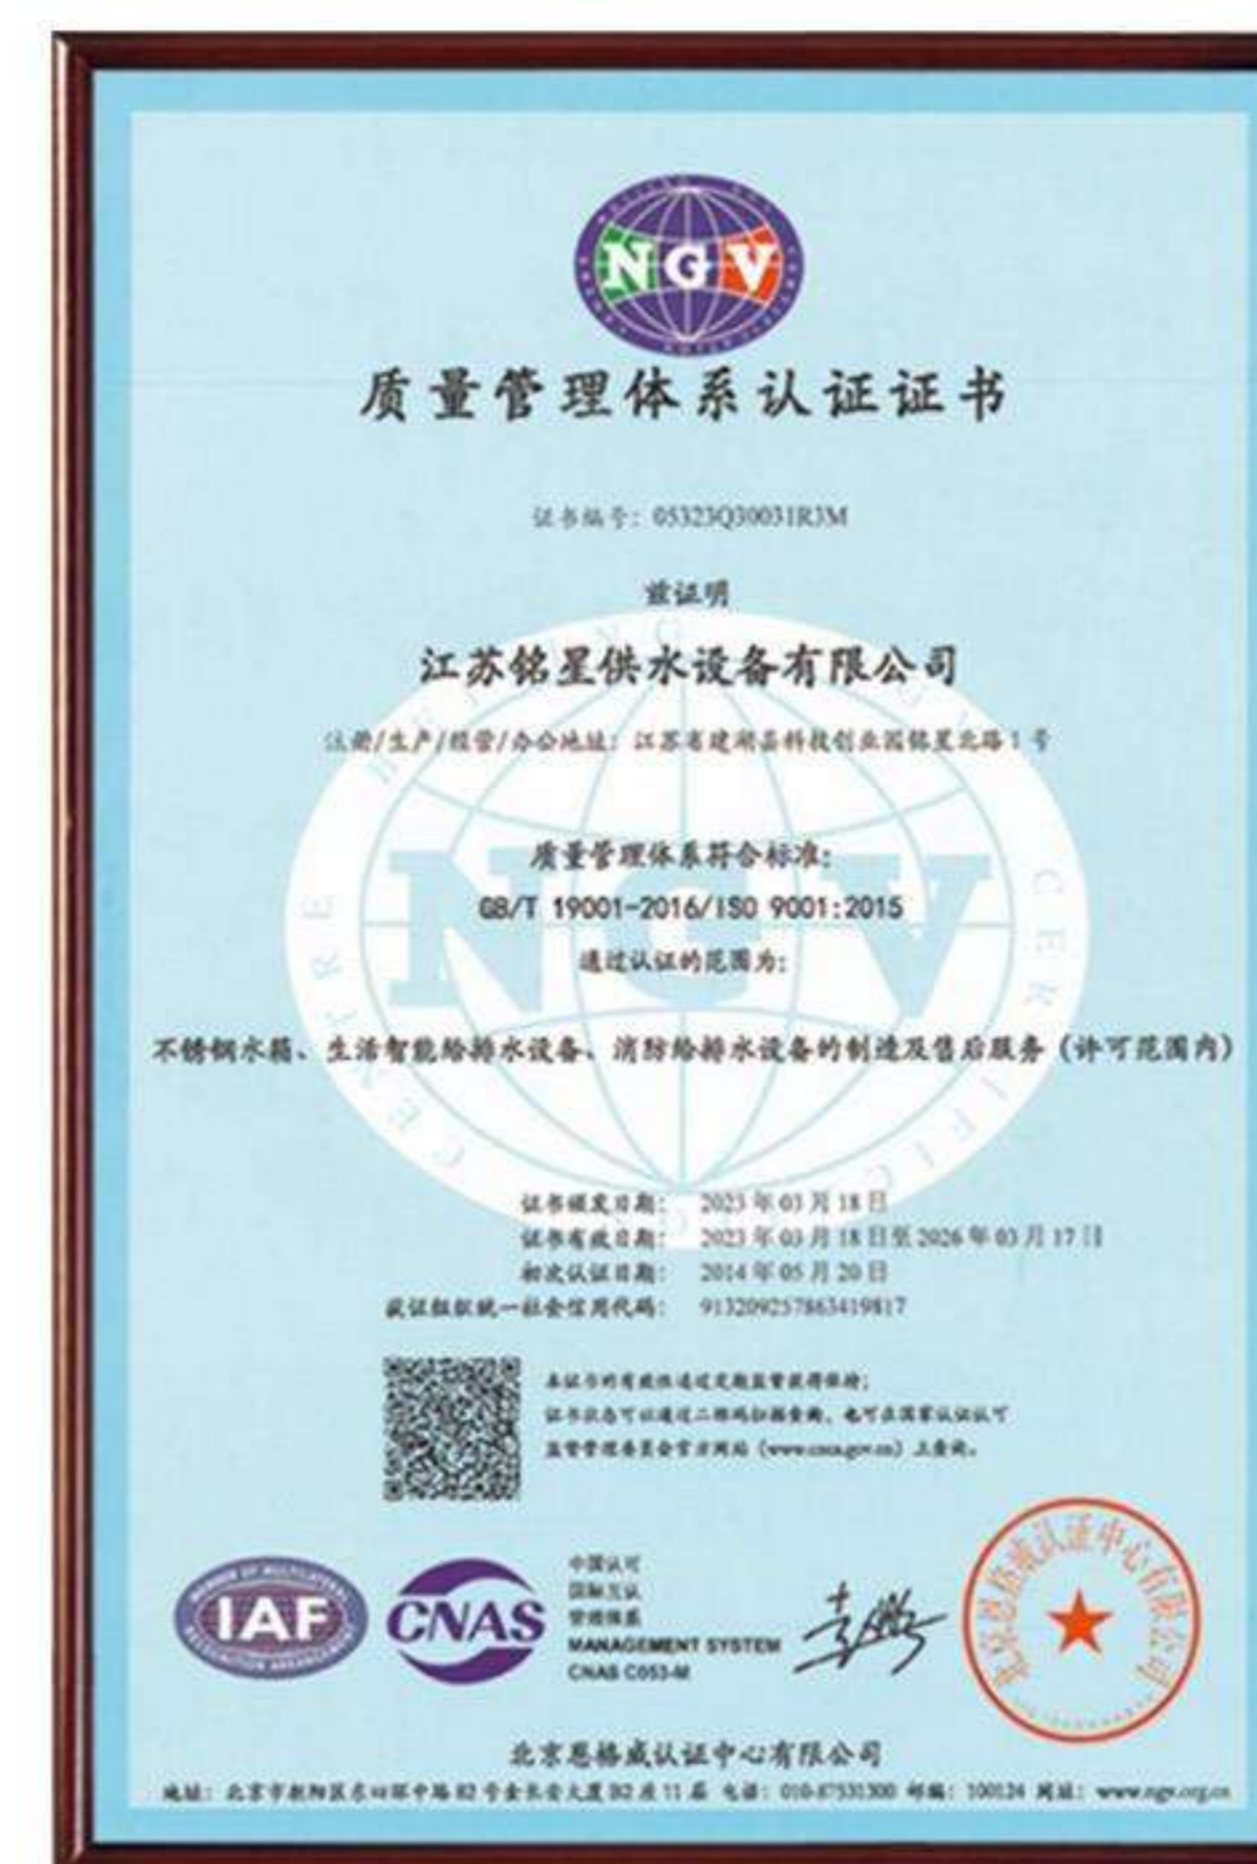 NGV
质量管理体系认证证书
证书编号：05323Q30031R3M
兹证明
江苏铭星供水设备有限公司
注册/生产/经营/办公地址：江苏省建湖县科技创业园铭星北路1号
质量管理体系符合标准：
GB/T 19001-2016/ISO 9001:2015
通过认证的范围为：
不锈钢水箱、生活智能给排水设备、消防给排水设备的制造及售后服务（许可范围内）
证书颁发日期： 2023年03月18日
证书有效日期： 2023年03月18日至2026年03月17日
初次认证日期： 2014年05月20日
获证组织统一社会信用代码： 913209257863419817
本证书的有效性通过定期监督获得保持；
证书状态可以通过二维码扫描查询，也可在国家认证认可
监督管理委员会官方网站（www.cnca.gov.cn）上查询。
IAF
CNAS
中国认可
国际互认
管理体系
MANAGEMENT SYSTEM
CNAS C053-M
北京恩格威认证中心有限公司
北京恩格威认证中心有限公司
地址：北京市朝阳区东四环中路82号金长安大厦B2座11层 电话：010-87531300 邮编：100124 网址：www.ngv.org.cn